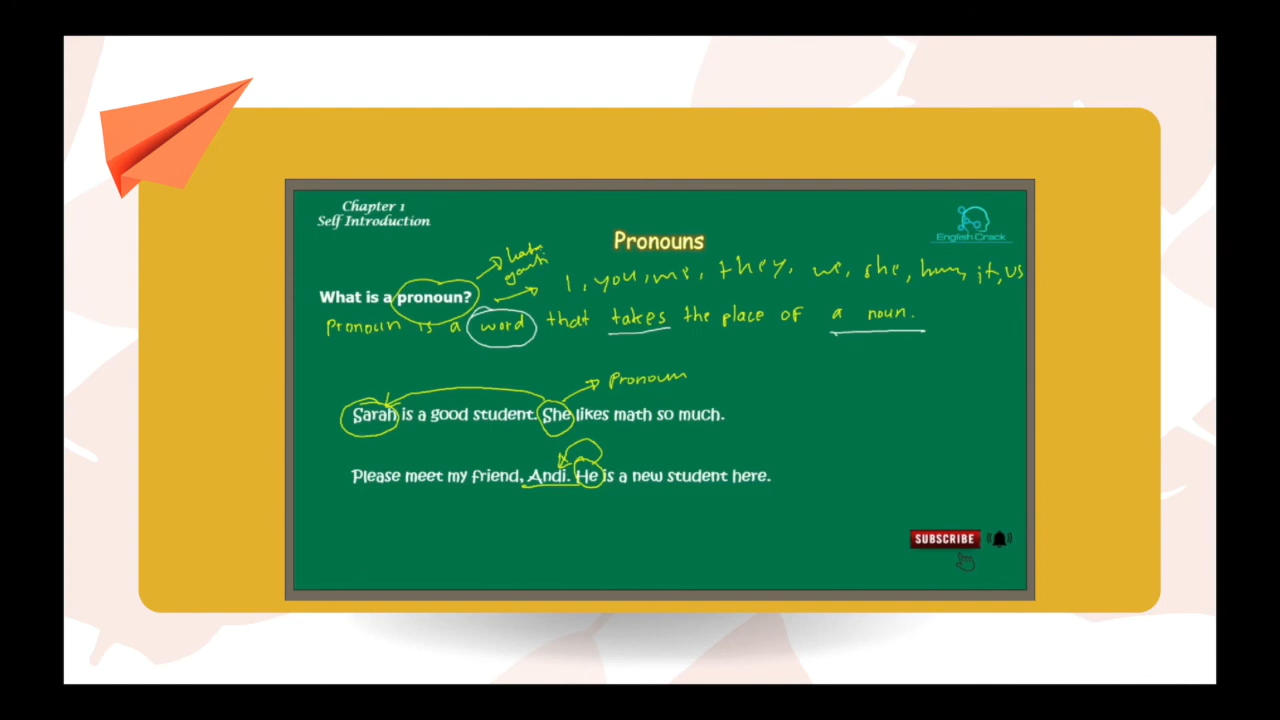 Chapter 1
Self Introduction
English Crack
Pronouns
kata
ganti
I, you, me, they, we, she, him, it, us
What is a pronoun?
Pronoun is a word that takes the place of a noun.
Pronoun
Sarah is a good student. She likes math so much.
Please meet my friend, Andi. He is a new student here.
SUBSCRIBE